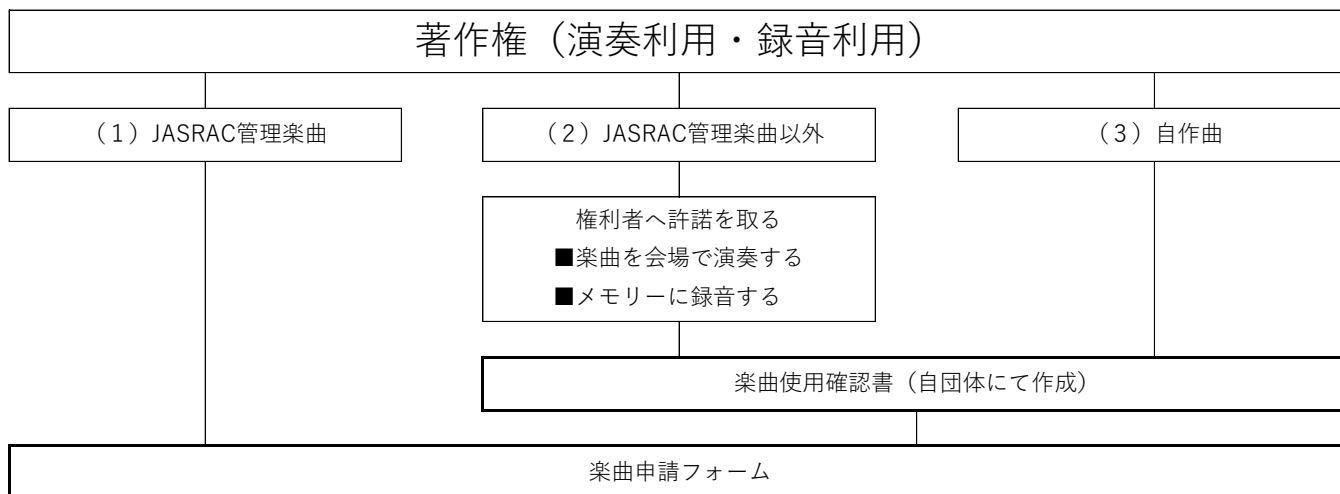 著作権（演奏利用・録音利用）
（１）JASRAC管理楽曲
（２）JASRAC管理楽曲以外
（３）自作曲
権利者へ許諾を取る
■楽曲を会場で演奏する
■メモリーに録音する
楽曲使用確認書（自団体にて作成）
楽曲申請フォーム